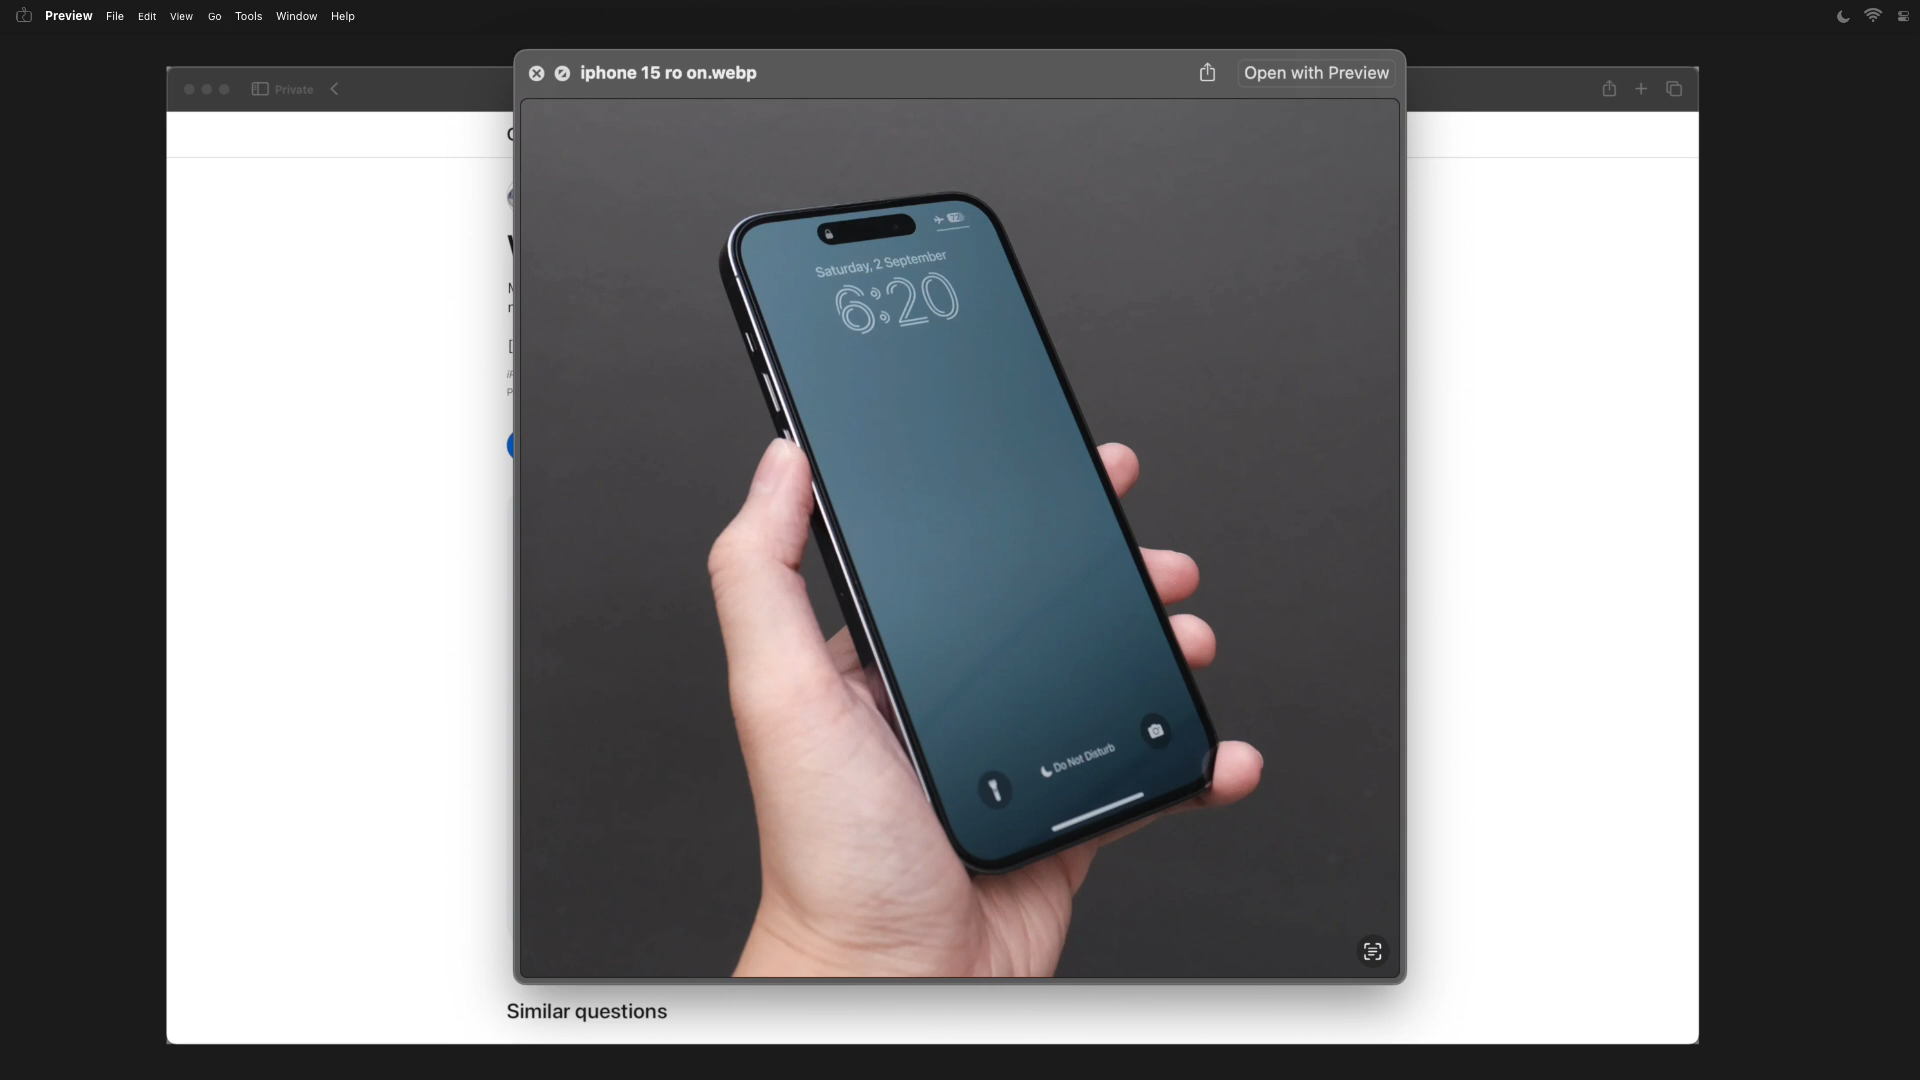 Preview File Edit View Go Tools Window Help
iphone 15 ro on.webp
Open with Preview
Private
72
Saturday, 2 September
6:20
Do Not Disturb
Similar questions